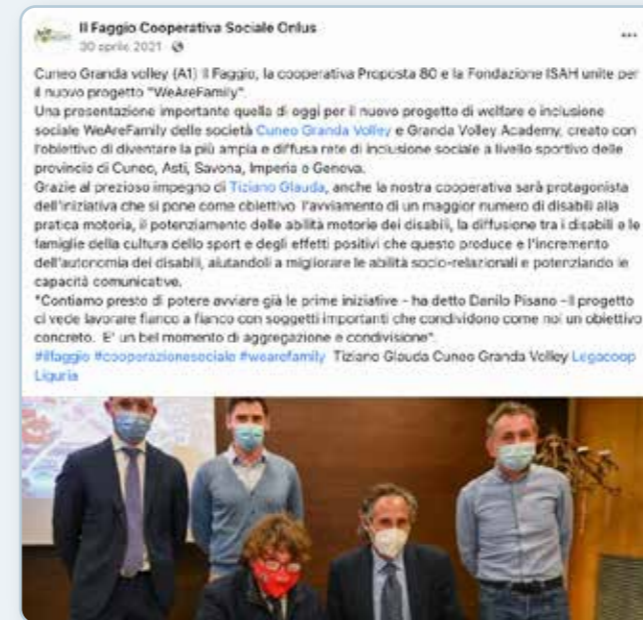 Il Faggio Cooperativa Sociale Onlus
30 aprile 2021
Cuneo Granda volley (A1) Il Faggio, la cooperativa Proposta 80 e la Fondazione ISAH unite per
il nuovo progetto "WeAreFamily".
Una presentazione importante quella di oggi per il nuovo progetto di welfare e inclusione
sociale WeAreFamily delle società Cuneo Granda Volley e Granda Volley Academy, creato con
l'obiettivo di diventare la più ampia e diffusa rete di inclusione sociale a livello sportivo delle
provincie di Cuneo, Asti, Savona, Imperia e Genova.
Grazie al prezioso impegno di Tiziano Glauda, anche la nostra cooperativa sarà protagonista
dell'iniziativa che si pone come obiettivo l'avviamento di un maggior numero di disabili alla
pratica motoria, il potenziamento delle abilità motorie dei disabili, la diffusione tra i disabili e le
famiglie della cultura dello sport e degli effetti positivi che questo produce e l'incremento
dell'autonomia dei disabili, aiutandoli a migliorare le abilità socio-relazionali e potenziando le
capacità comunicative.
"Contiamo presto di potere avviare già le prime iniziative - ha detto Danilo Pisano - il progetto
ci vede lavorare fianco a fianco con soggetti importanti che condividono come noi un obiettivo
concreto. E' un bel momento di aggregazione e condivisione".
#ilfaggio #cooperazionesociale #wearefamily Tiziano Glauda Cuneo Granda Volley Legacoop
Liguria